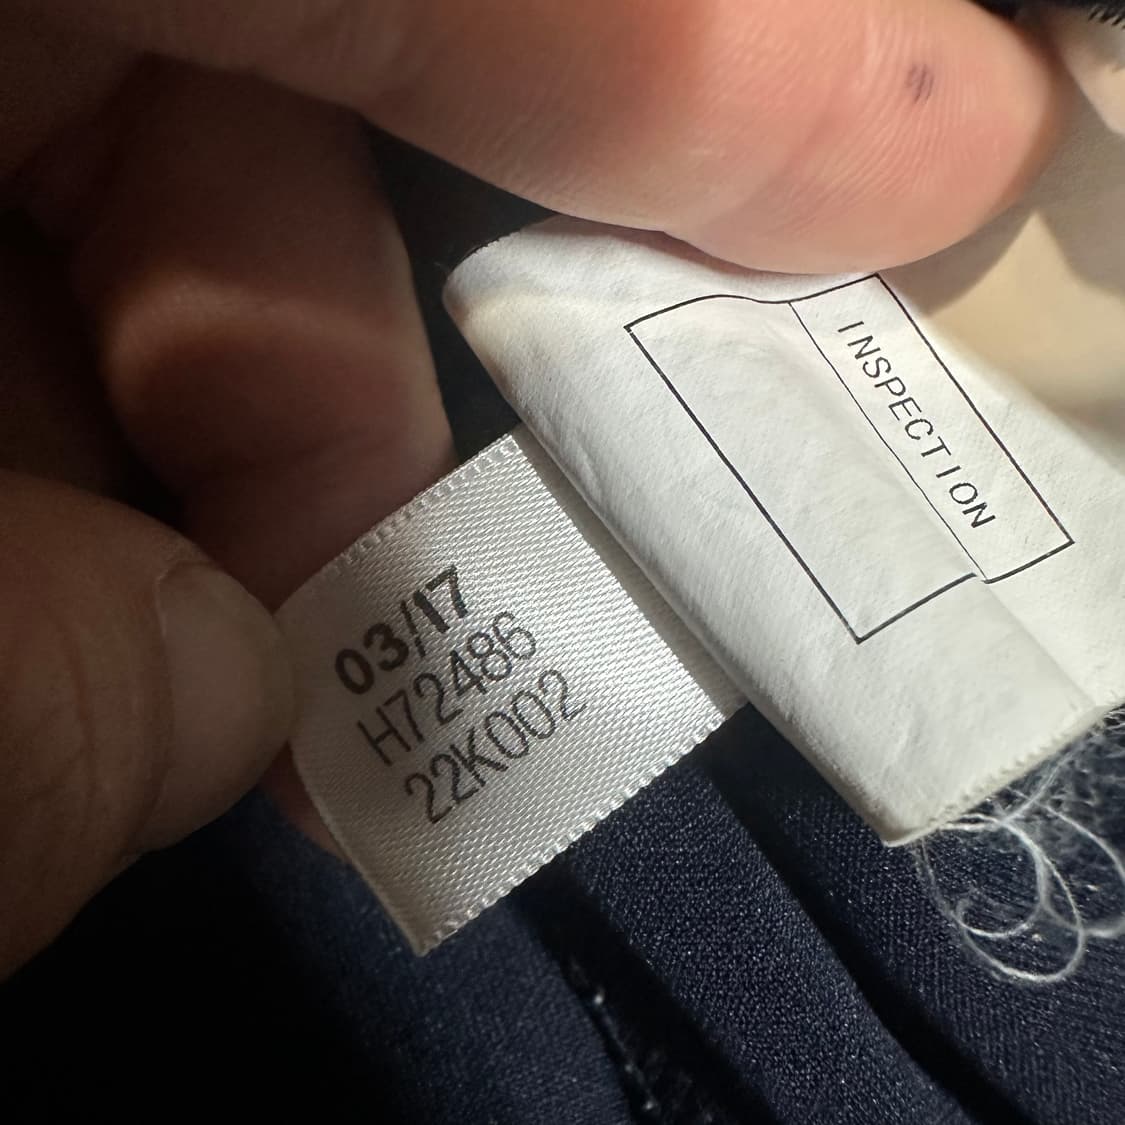 03/17
H72486
22K002
INSPECTION